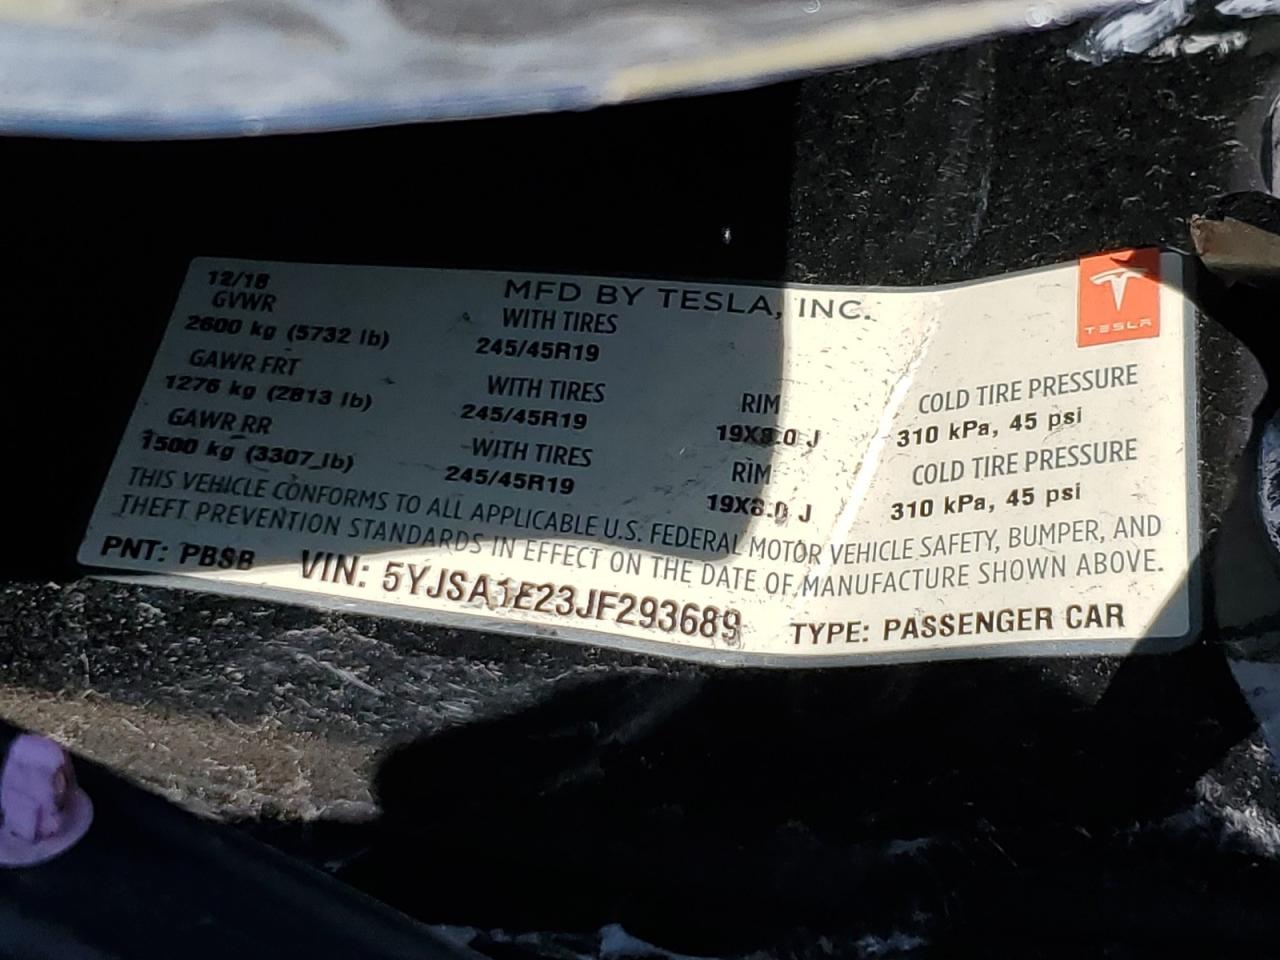 12/18
MFD BY TESLA, INC.
TESLA
GVWR WITH TIRES
2600 kg (5732 lb) 245/45R19
GAWR FRT WITH TIRES RIM COLD TIRE PRESSURE
1276 kg (2813 lb) 245/45R19 19X8.0 J 310 kPa, 45 psi
GAWR RR WITH TIRES RIM COLD TIRE PRESSURE
1500 kg (3307 lb) 245/45R19 19X8.0 J 310 kPa, 45 psi
THIS VEHICLE CONFORMS TO ALL APPLICABLE U.S. FEDERAL MOTOR VEHICLE SAFETY, BUMPER, AND
THEFT PREVENTION STANDARDS IN EFFECT ON THE DATE OF MANUFACTURE SHOWN ABOVE.
PNT: PBSB VIN: 5YJSA1E23JF293689 TYPE: PASSENGER CAR